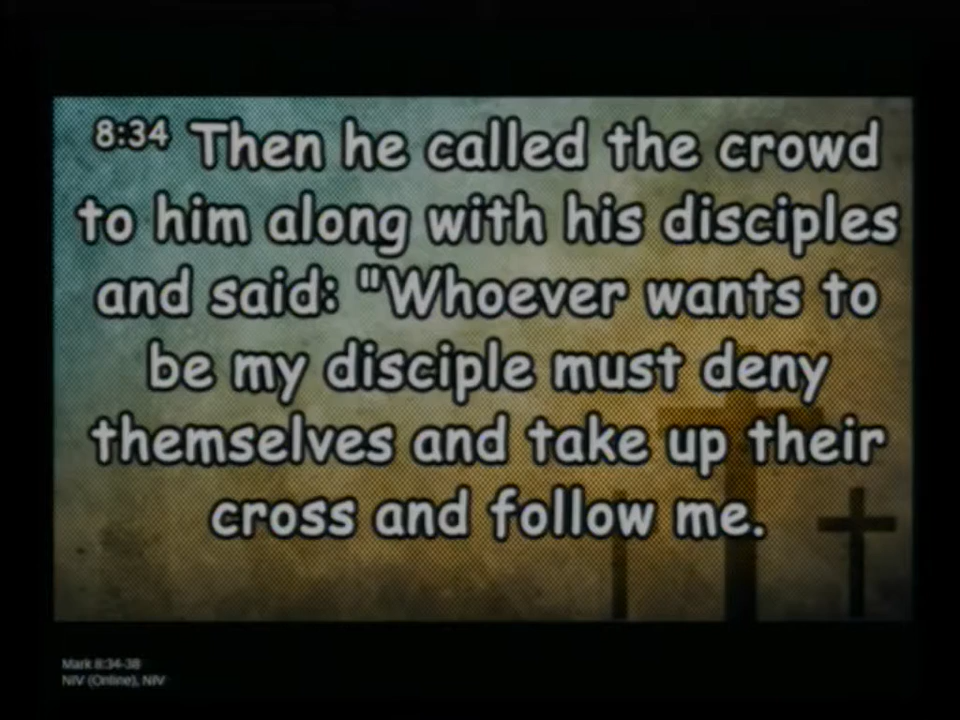 8:34 Then he called the crowd
to him along with his disciples
and said: "Whoever wants to
be my disciple must deny
themselves and take up their
cross and follow me.
Mark 8:34-38
NIV (Online), NIV